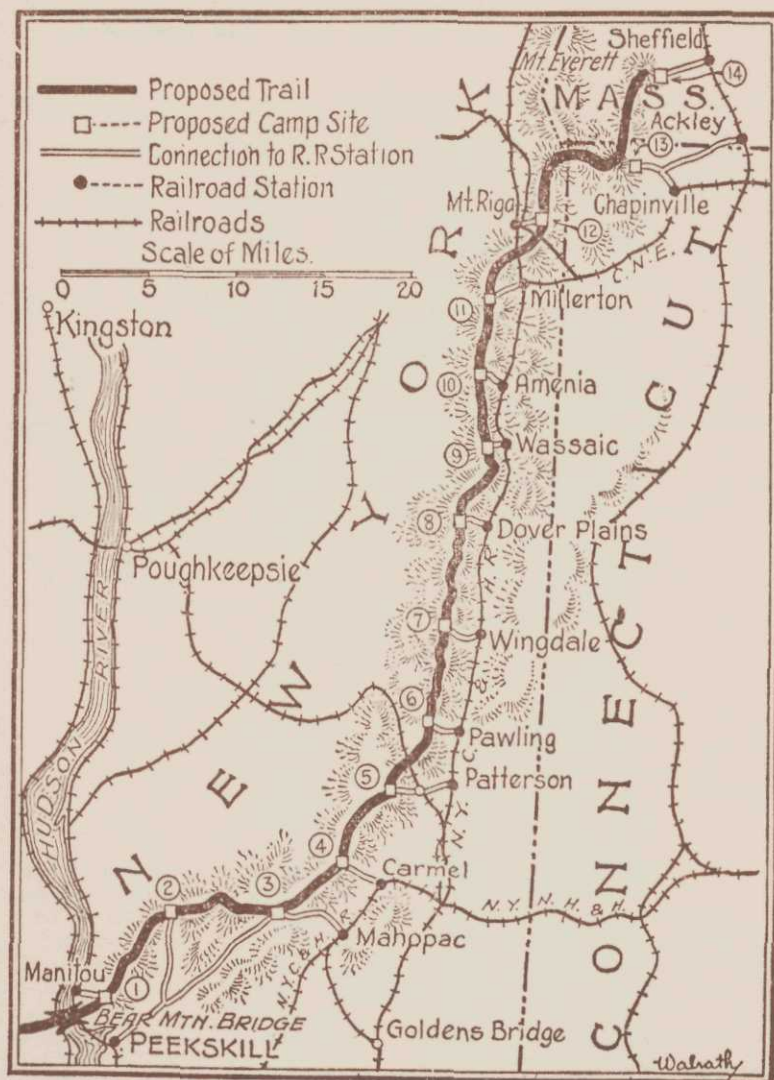 Proposed Trail
Proposed Camp Site
Connection to R.R Station
Railroad Station
Railroads
Scale of Miles.
0 5 10 15 20
Sheffield
Mt. Everett
14
MASS.
Ackley
13
Chapinville
Mt. Riga
12
C.N.E.
11
Millerton
Kingston
10
Amenia
9
Wassaic
8
Dover Plains
Poughkeepsie
H.R.
7
Wingdale
6
Pawling
5
Patterson
N.Y. C. &
4
Carmel
3
2
N.Y. N.H. & H.
Mahopac
N.Y.C & H.R
Manitou
1
BEAR MTN. BRIDGE
PEEKSKILL
Goldens Bridge
HUDSON RIVER
NEW YORK
CONNECTICUT
Walrath